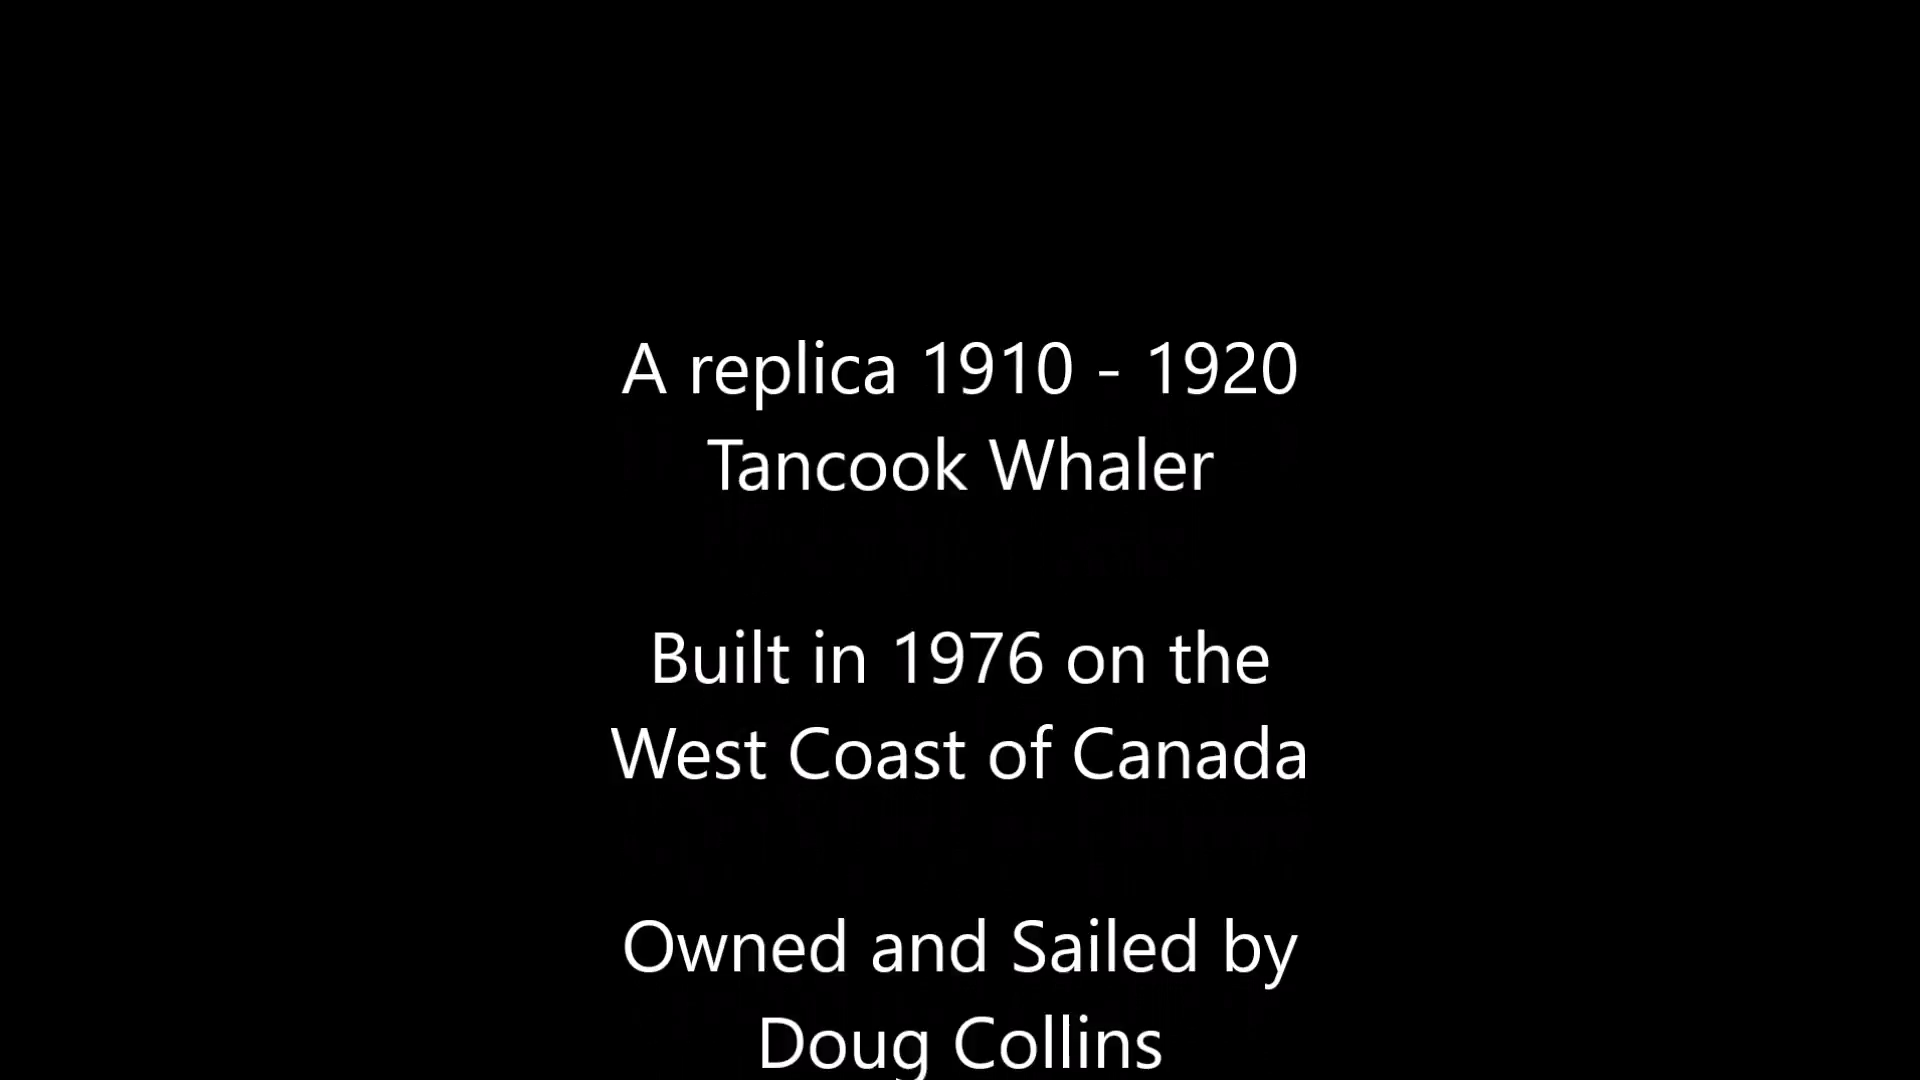 A replica 1910 - 1920
Tancook Whaler
Built in 1976 on the
West Coast of Canada
Owned and Sailed by
Doug Collins